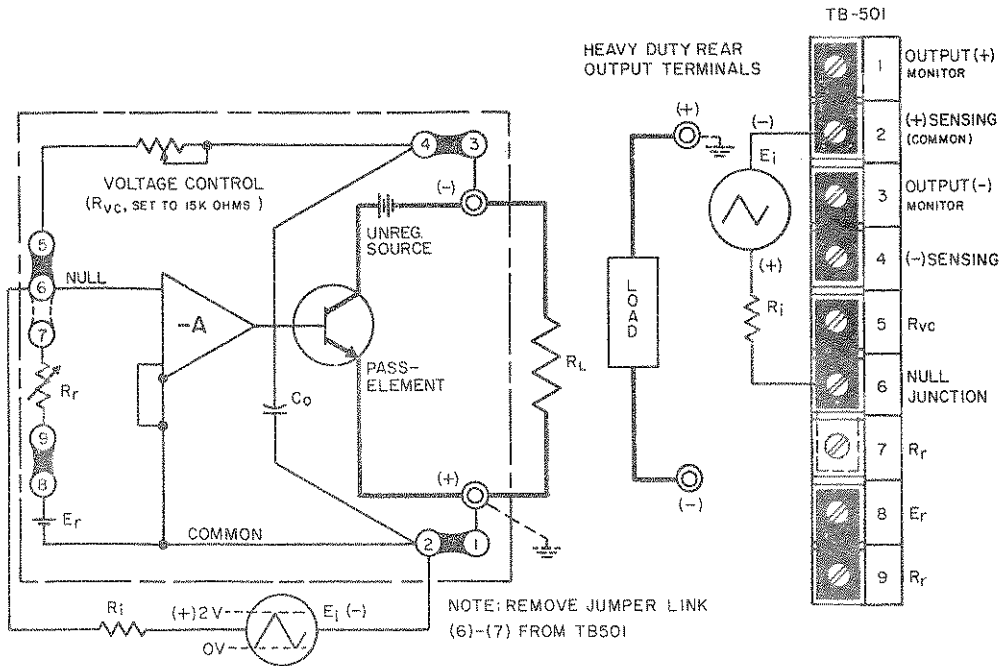 TB-501
HEAVY DUTY REAR
OUTPUT TERMINALS
1 OUTPUT (+)
MONITOR
2 (+) SENSING
(COMMON)
3 OUTPUT (-)
MONITOR
4 (-) SENSING
5 Rvc
6 NULL
JUNCTION
7 Rr
8 Er
9 Rr
(+)
LOAD
(-)
(-)
Ei
(+)
Ri
4 3
VOLTAGE CONTROL
(Rvc, SET TO 15K OHMS)
(-)
UNREG.
SOURCE
5
6 NULL
7
-A
PASS-
ELEMENT
RL
Rr
Co
9
8
Er
(+)
COMMON
2 1
Ri
(+) 2V
Ei (-)
0V
NOTE: REMOVE JUMPER LINK
(6)-(7) FROM TB501